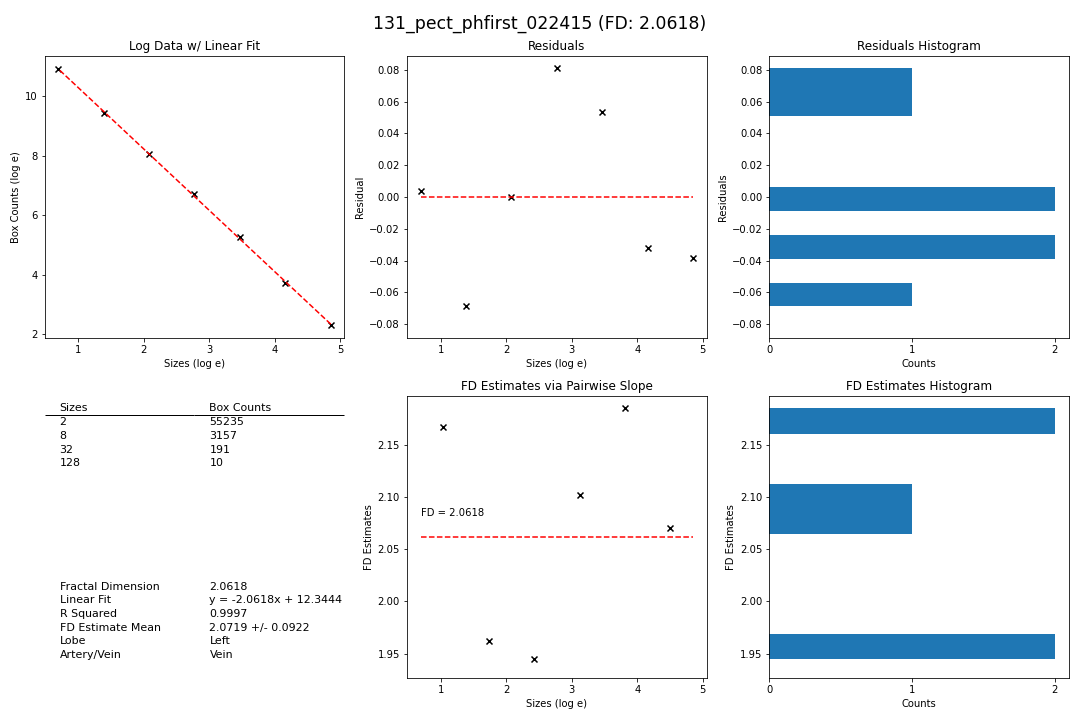 131_pect_phfirst_022415 (FD: 2.0618)
Log Data w/ Linear Fit
Box Counts (log e)
10
8
6
4
2
1 2 3 4 5
Sizes (log e)
Residuals
Residual
0.08
0.06
0.04
0.02
0.00
−0.02
−0.04
−0.06
−0.08
1 2 3 4 5
Sizes (log e)
Residuals Histogram
Residuals
0.08
0.06
0.04
0.02
0.00
−0.02
−0.04
−0.06
−0.08
0 1 2
Counts
Sizes Box Counts
2 55235
8 3157
32 191
128 10
Fractal Dimension 2.0618
Linear Fit y = -2.0618x + 12.3444
R Squared 0.9997
FD Estimate Mean 2.0719 +/- 0.0922
Lobe Left
Artery/Vein Vein
FD Estimates via Pairwise Slope
FD Estimates
2.15
2.10
2.05
2.00
1.95
FD = 2.0618
1 2 3 4 5
Sizes (log e)
FD Estimates Histogram
FD Estimates
2.15
2.10
2.05
2.00
1.95
0 1 2
Counts